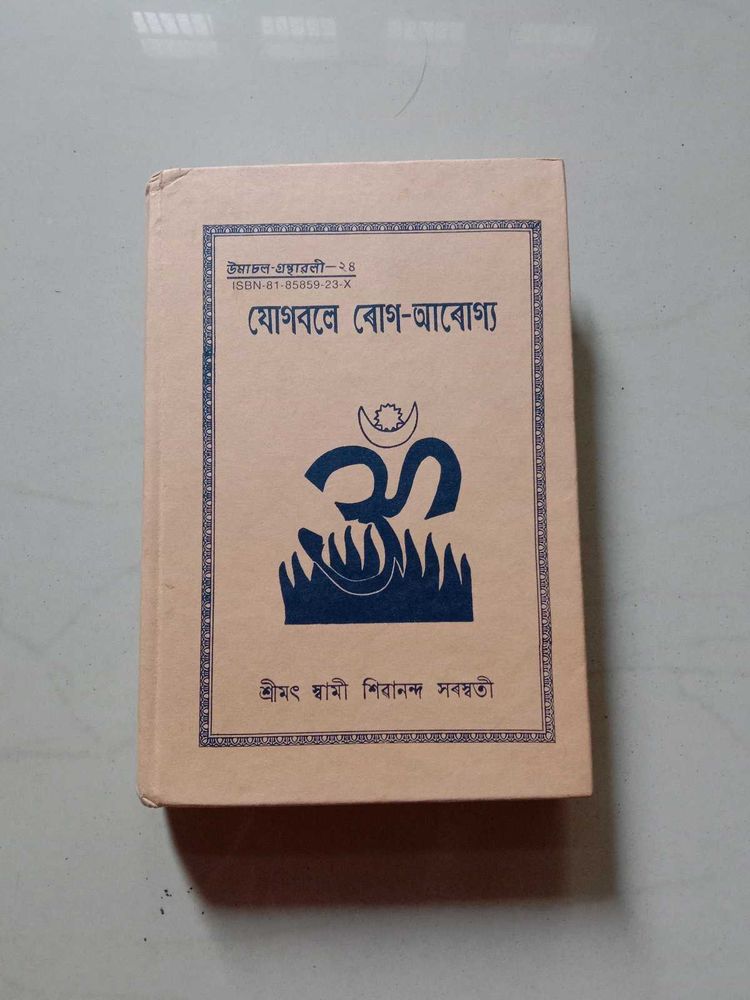 উমাচল-গ্ৰন্থাৱলী—২৪
ISBN-81-85859-23-X
যোগবলে ৰোগ-আৰোগ্য
শ্ৰীমৎ স্বামী শিৱানন্দ সৰস্বতী